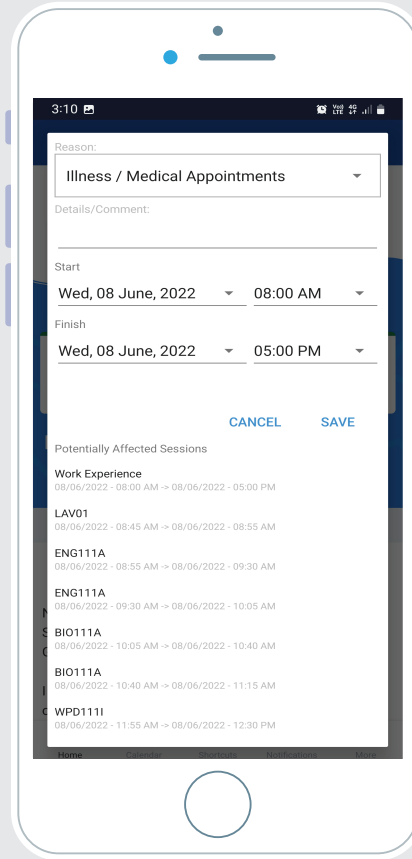 3:10
Vo)) LTE 4G
Reason:
Illness / Medical Appointments
Details/Comment:
Start
Wed, 08 June, 2022 08:00 AM
Finish
Wed, 08 June, 2022 05:00 PM
CANCEL SAVE
Potentially Affected Sessions
Work Experience
08/06/2022 - 08:00 AM -> 08/06/2022 - 05:00 PM
LAV01
08/06/2022 - 08:45 AM -> 08/06/2022 - 08:55 AM
ENG111A
08/06/2022 - 08:55 AM -> 08/06/2022 - 09:30 AM
ENG111A
08/06/2022 - 09:30 AM -> 08/06/2022 - 10:05 AM
BIO111A
08/06/2022 - 10:05 AM -> 08/06/2022 - 10:40 AM
BIO111A
08/06/2022 - 10:40 AM -> 08/06/2022 - 11:15 AM
WPD111I
08/06/2022 - 11:55 AM -> 08/06/2022 - 12:30 PM
Home Calendar Shortcuts Notifications More